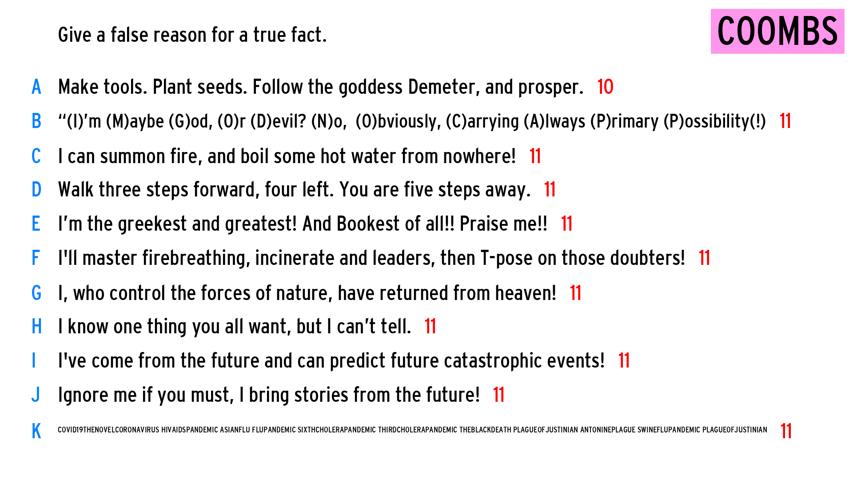 Give a false reason for a true fact.
COOMBS
A Make tools. Plant seeds. Follow the goddess Demeter, and prosper. 10
B “(I)’m (M)aybe (G)od, (O)r (D)evil? (N)o, (O)bviously, (C)arrying (A)lways (P)rimary (P)ossibility(!) 11
C I can summon fire, and boil some hot water from nowhere! 11
D Walk three steps forward, four left. You are five steps away. 11
E I’m the greekest and greatest! And Bookest of all!! Praise me!! 11
F I'll master firebreathing, incinerate and leaders, then T-pose on those doubters! 11
G I, who control the forces of nature, have returned from heaven! 11
H I know one thing you all want, but I can’t tell. 11
I I've come from the future and can predict future catastrophic events! 11
J Ignore me if you must, I bring stories from the future! 11
K COVID19THENOVELCORONAVIRUS HIVAIDSPANDEMIC ASIANFLU FLUPANDEMIC SIXTHCHOLERAPANDEMIC THIRDCHOLERAPANDEMIC THEBLACKDEATH PLAGUEOFJUSTINIAN ANTONINEPLAGUE SWINEFLUPANDEMIC PLAGUEOFJUSTINIAN 11